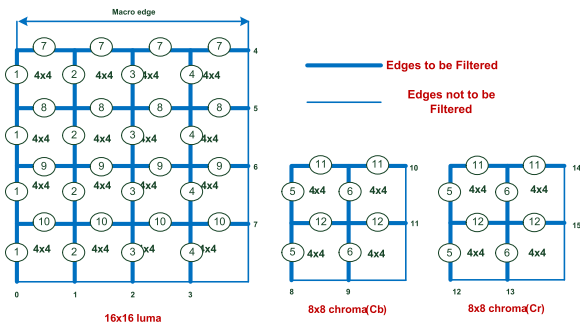 Macro edge
7 7 7 7 4
1 4x4 2 4x4 3 4x4 4 4x4
8 8 8 8 5
1 4x4 2 4x4 3 4x4 4 4x4
9 9 9 9 6
1 4x4 2 4x4 3 4x4 4 4x4
10 10 10 10 7
1 4x4 2 4x4 3 4x4 4 4x4
0 1 2 3
16x16 luma
Edges to be Filtered
Edges not to be
Filtered
11 11 10
5 4x4 6 4x4
12 12 11
5 4x4 6 4x4
8 9
8x8 chroma(Cb)
11 11 14
5 4x4 6 4x4
12 12 15
5 4x4 6 4x4
12 13
8x8 chroma(Cr)